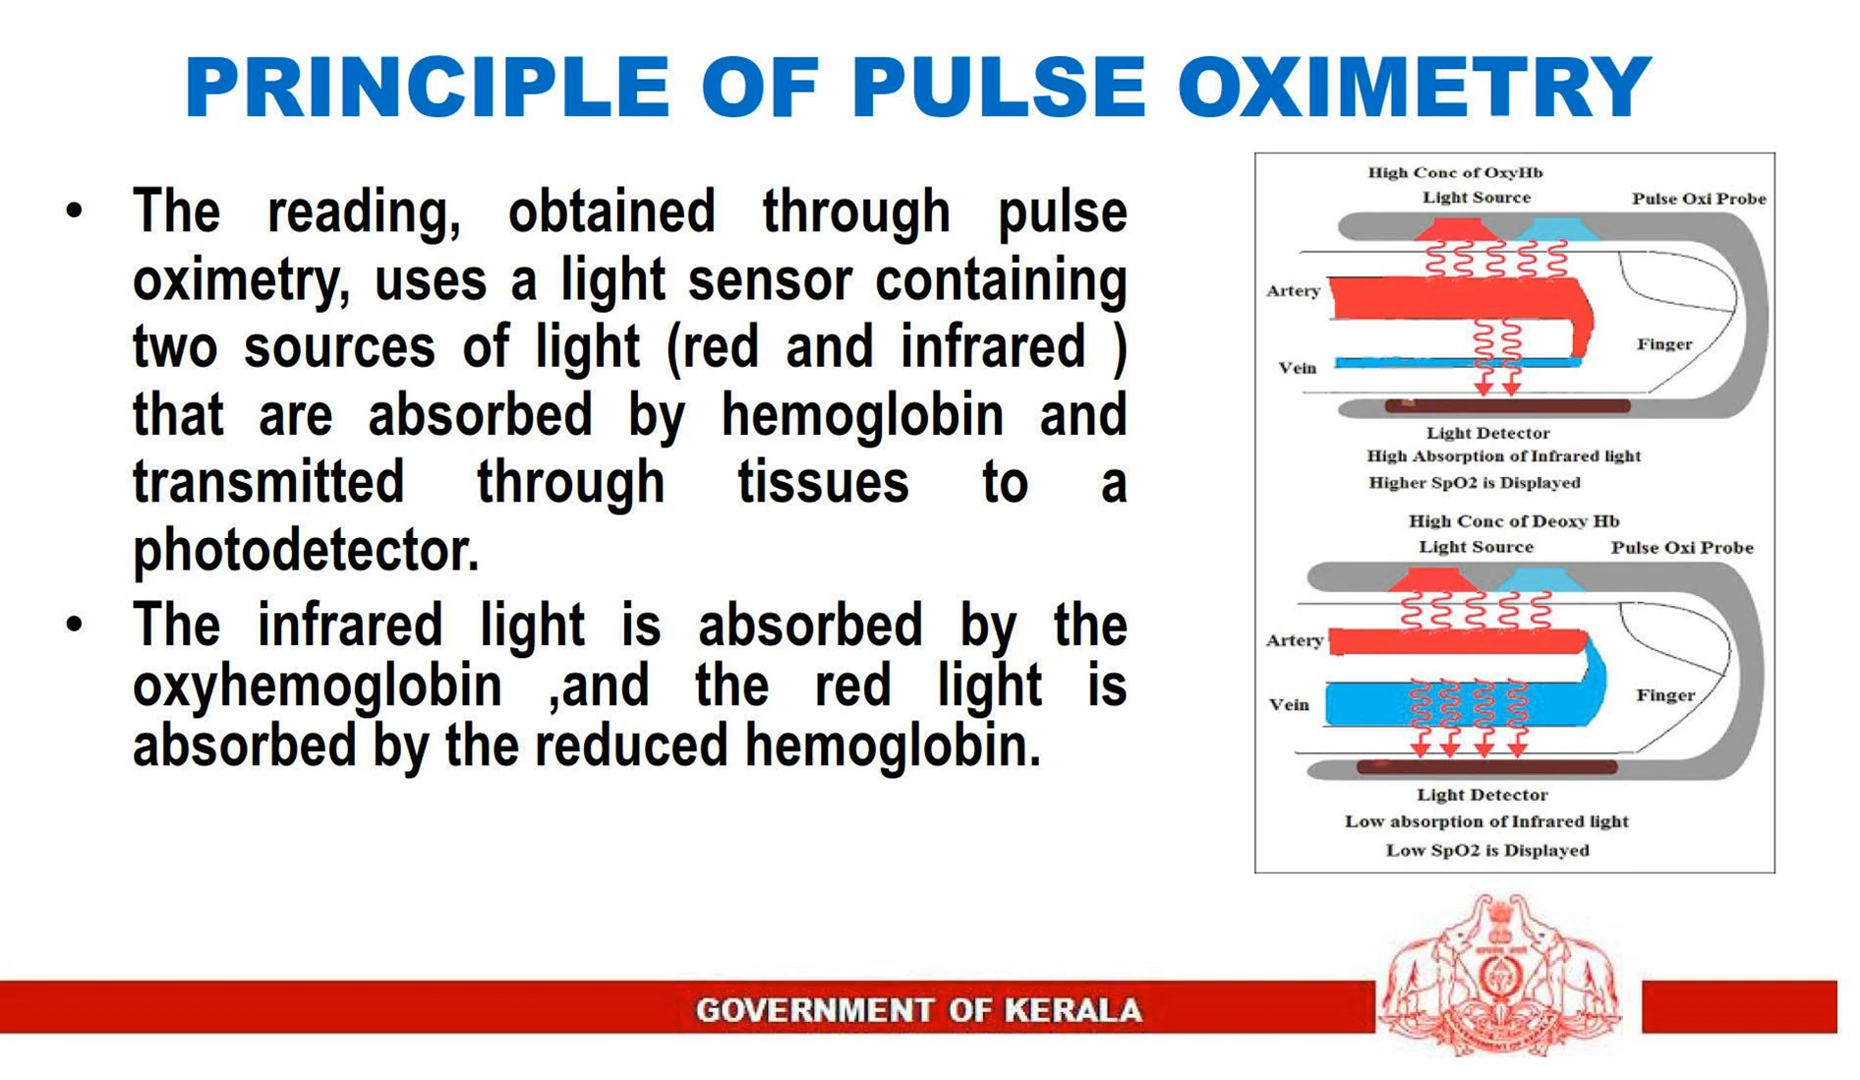 PRINCIPLE OF PULSE OXIMETRY
• The reading, obtained through pulse
oximetry, uses a light sensor containing
two sources of light (red and infrared )
that are absorbed by hemoglobin and
transmitted through tissues to a
photodetector.
• The infrared light is absorbed by the
oxyhemoglobin ,and the red light is
absorbed by the reduced hemoglobin.
High Conc of OxyHb
Light Source
Pulse Oxi Probe
Artery
Finger
Vein
Light Detector
High Absorption of Infrared light
Higher SpO2 is Displayed
High Conc of Deoxy Hb
Light Source
Pulse Oxi Probe
Artery
Finger
Vein
Light Detector
Low absorption of Infrared light
Low SpO2 is Displayed
GOVERNMENT OF KERALA